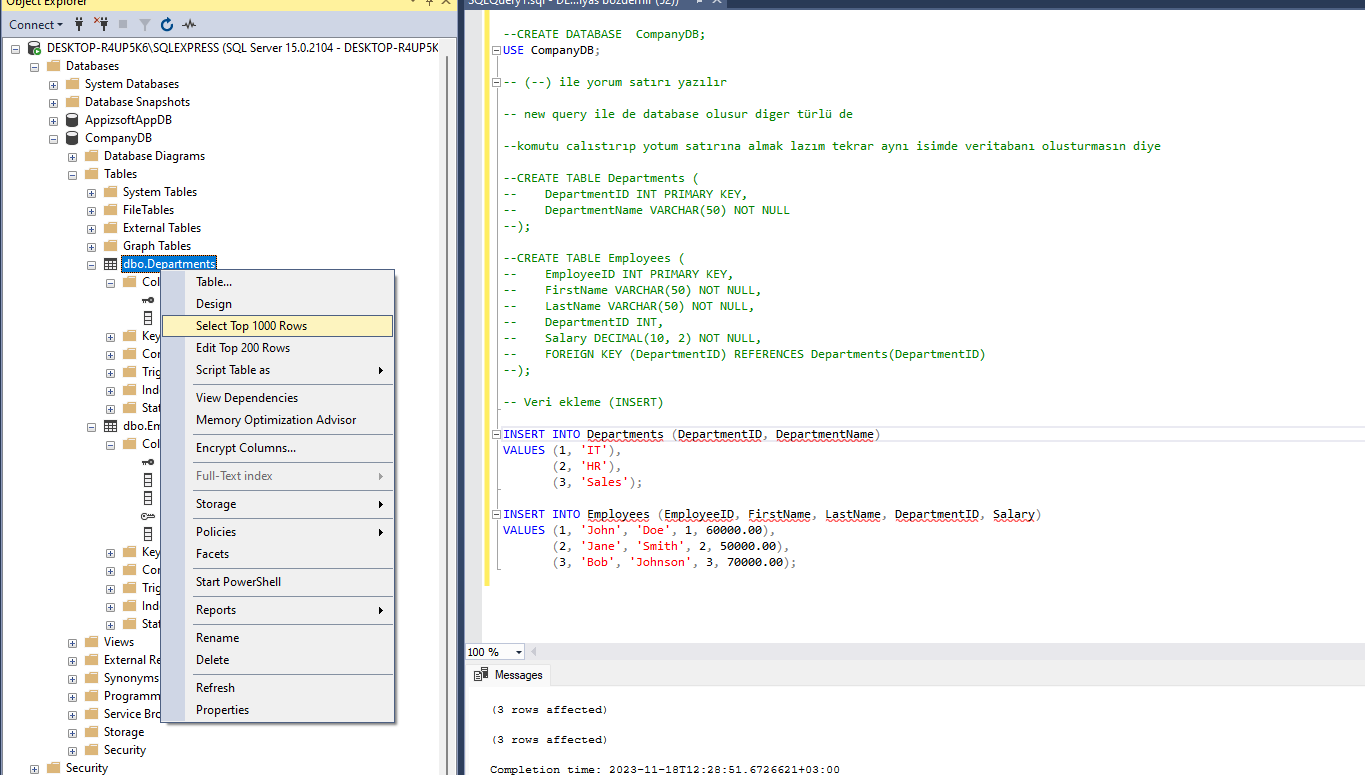 Object Explorer
Connect
DESKTOP-R4UP5K6\SQLEXPRESS (SQL Server 15.0.2104 - DESKTOP-R4UP5K
Databases
System Databases
Database Snapshots
AppizsoftAppDB
CompanyDB
Database Diagrams
Tables
System Tables
FileTables
External Tables
Graph Tables
dbo.Departments
Col
Key
Con
Trig
Ind
Stat
dbo.Em
Col
Key
Con
Trig
Ind
Stat
Views
External Re
Synonyms
Programm
Service Bro
Storage
Security
Security
Table...
Design
Select Top 1000 Rows
Edit Top 200 Rows
Script Table as
View Dependencies
Memory Optimization Advisor
Encrypt Columns...
Full-Text index
Storage
Policies
Facets
Start PowerShell
Reports
Rename
Delete
Refresh
Properties
SQLQuery1.sql - DE...iyas bozdemir (52))
--CREATE DATABASE  CompanyDB;
USE CompanyDB;
-- (--) ile yorum satırı yazılır
-- new query ile de database olusur diger türlü de
--komutu calıstırıp yotum satırına almak lazım tekrar aynı isimde veritabanı olusturmasın diye
--CREATE TABLE Departments (
--    DepartmentID INT PRIMARY KEY,
--    DepartmentName VARCHAR(50) NOT NULL
--);
--CREATE TABLE Employees (
--    EmployeeID INT PRIMARY KEY,
--    FirstName VARCHAR(50) NOT NULL,
--    LastName VARCHAR(50) NOT NULL,
--    DepartmentID INT,
--    Salary DECIMAL(10, 2) NOT NULL,
--    FOREIGN KEY (DepartmentID) REFERENCES Departments(DepartmentID)
--);
-- Veri ekleme (INSERT)
INSERT INTO Departments (DepartmentID, DepartmentName)
VALUES (1, 'IT'),
       (2, 'HR'),
       (3, 'Sales');
INSERT INTO Employees (EmployeeID, FirstName, LastName, DepartmentID, Salary)
VALUES (1, 'John', 'Doe', 1, 60000.00),
       (2, 'Jane', 'Smith', 2, 50000.00),
       (3, 'Bob', 'Johnson', 3, 70000.00);
100 %
Messages
(3 rows affected)
(3 rows affected)
Completion time: 2023-11-18T12:28:51.6726621+03:00